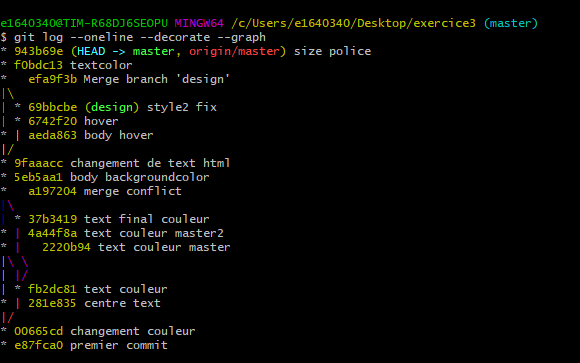 e1640340@TIM-R68DJ6SEOPU MINGW64 /c/Users/e1640340/Desktop/exercice3 (master)
$ git log --oneline --decorate --graph
* 943b69e (HEAD -> master, origin/master) size police
* f0bdc13 textcolor
*   efa9f3b Merge branch 'design'
|\
| * 69bbcbe (design) style2 fix
| * 6742f20 hover
* | aeda863 body hover
|/
* 9faaacc changement de text html
* 5eb5aa1 body backgroundcolor
*   a197204 merge conflict
|\
| * 37b3419 text final couleur
* | 4a44f8a text couleur master2
* |   2220b94 text couleur master
|\ \
| |/
| * fb2dc81 text couleur
* | 281e835 centre text
|/
* 00665cd changement couleur
* e87fca0 premier commit